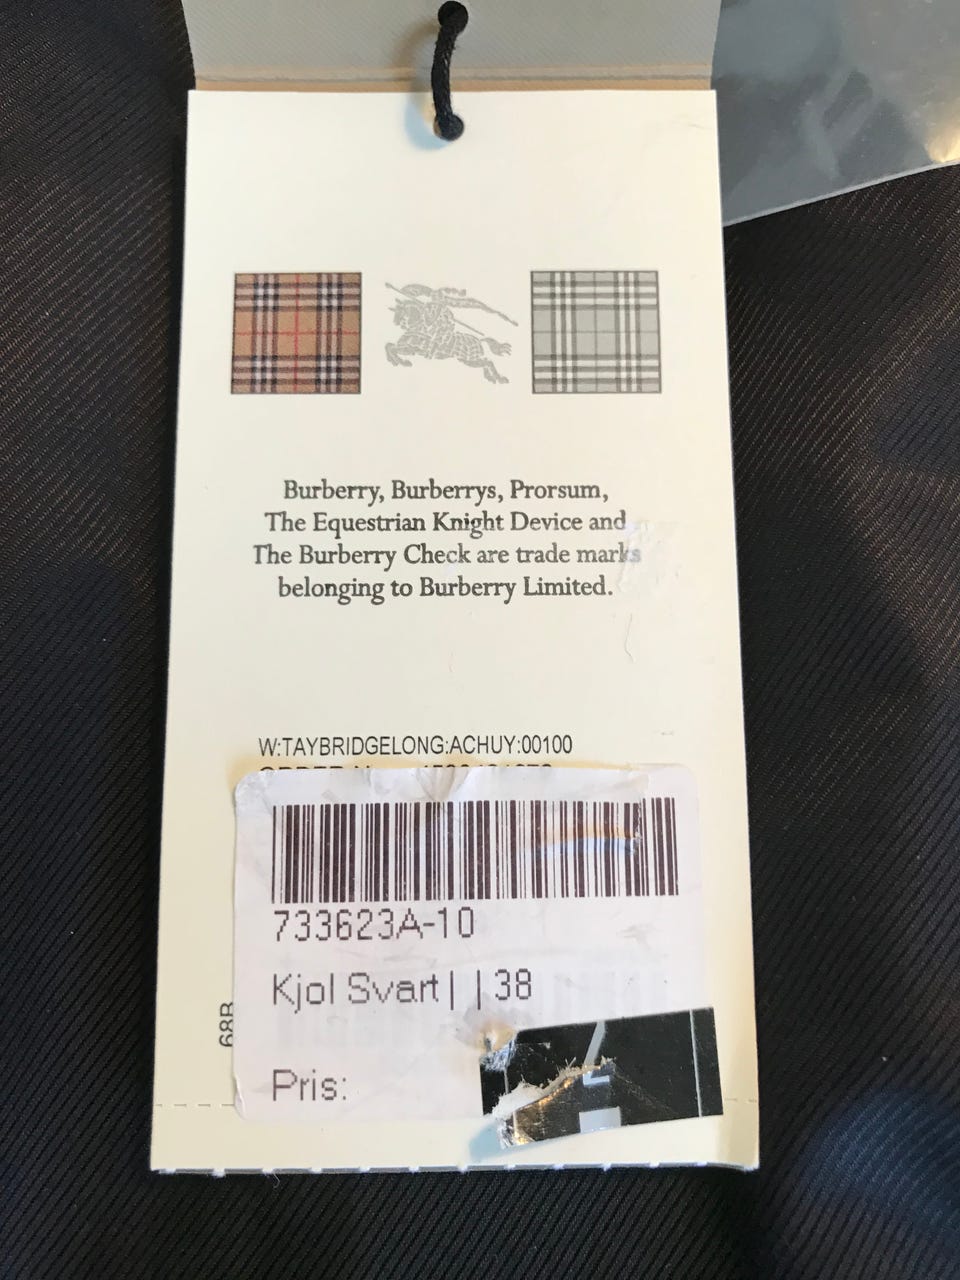 Burberry, Burberrys, Prorsum,
The Equestrian Knight Device and
The Burberry Check are trade marks
belonging to Burberry Limited.
W:TAYBRIDGELONG:ACHUY:00100
733623A-10
Kjol Svart| | 38
68B
Pris: